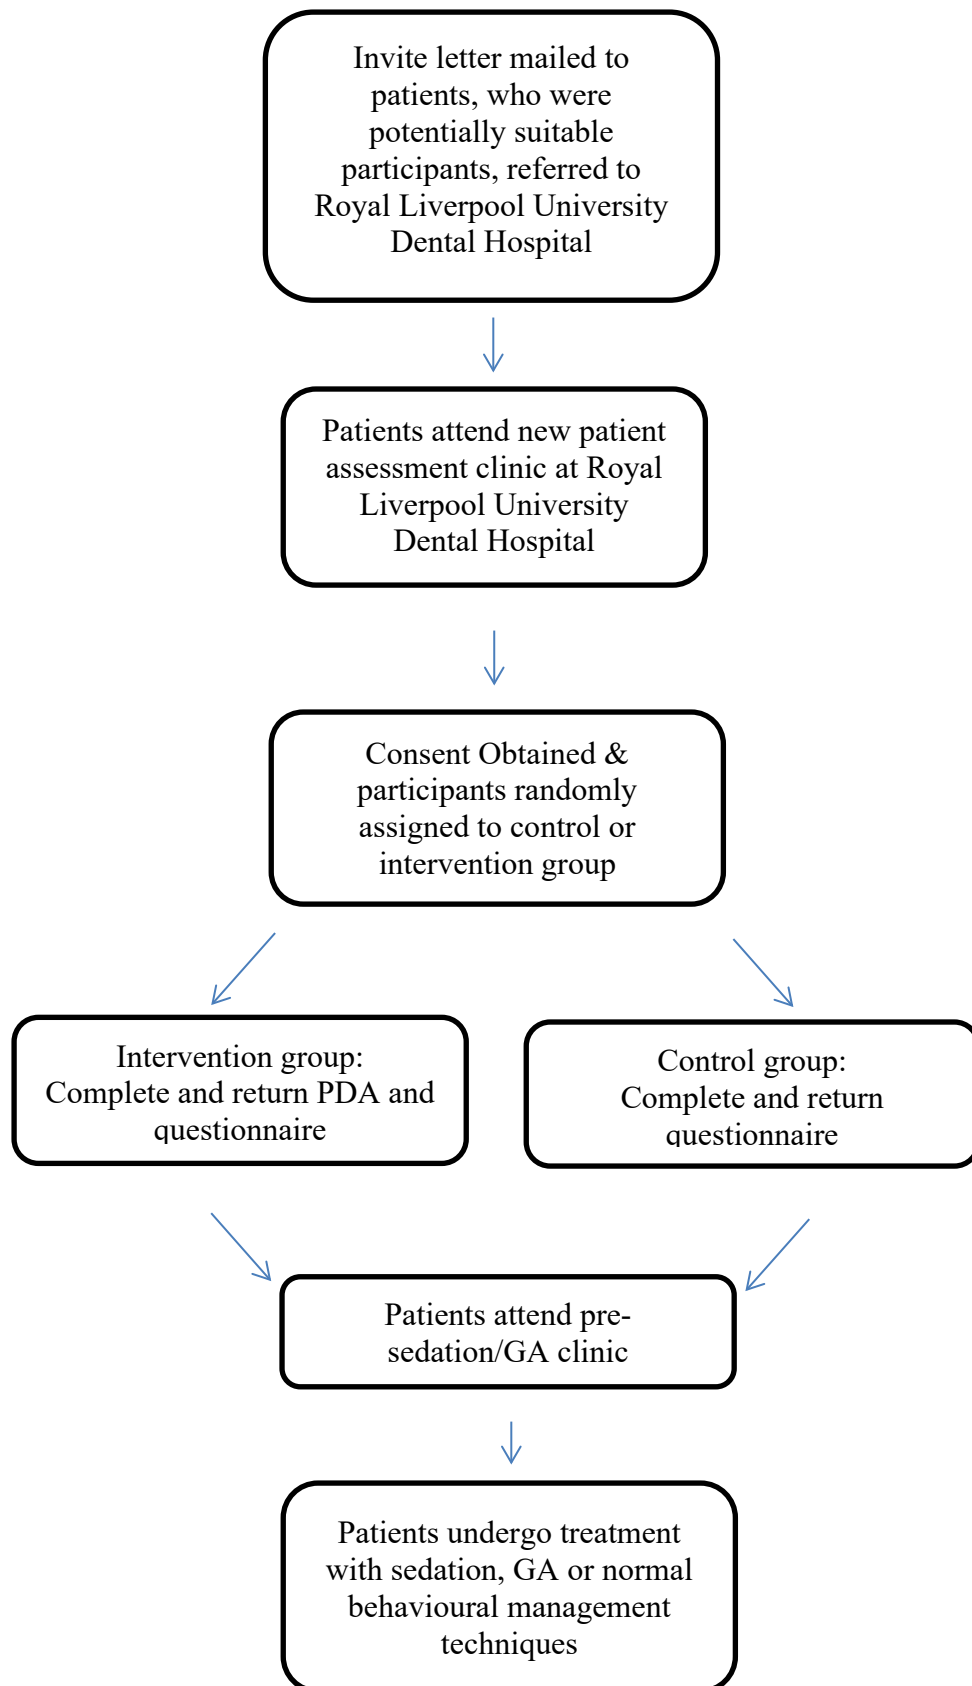 Invite letter mailed to
patients, who were
potentially suitable
participants, referred to
Royal Liverpool University
Dental Hospital
Patients attend new patient
assessment clinic at Royal
Liverpool University
Dental Hospital
Consent Obtained &
participants randomly
assigned to control or
intervention group
Intervention group:
Complete and return PDA and
questionnaire
Control group:
Complete and return
questionnaire
Patients attend pre-
sedation/GA clinic
Patients undergo treatment
with sedation, GA or normal
behavioural management
techniques